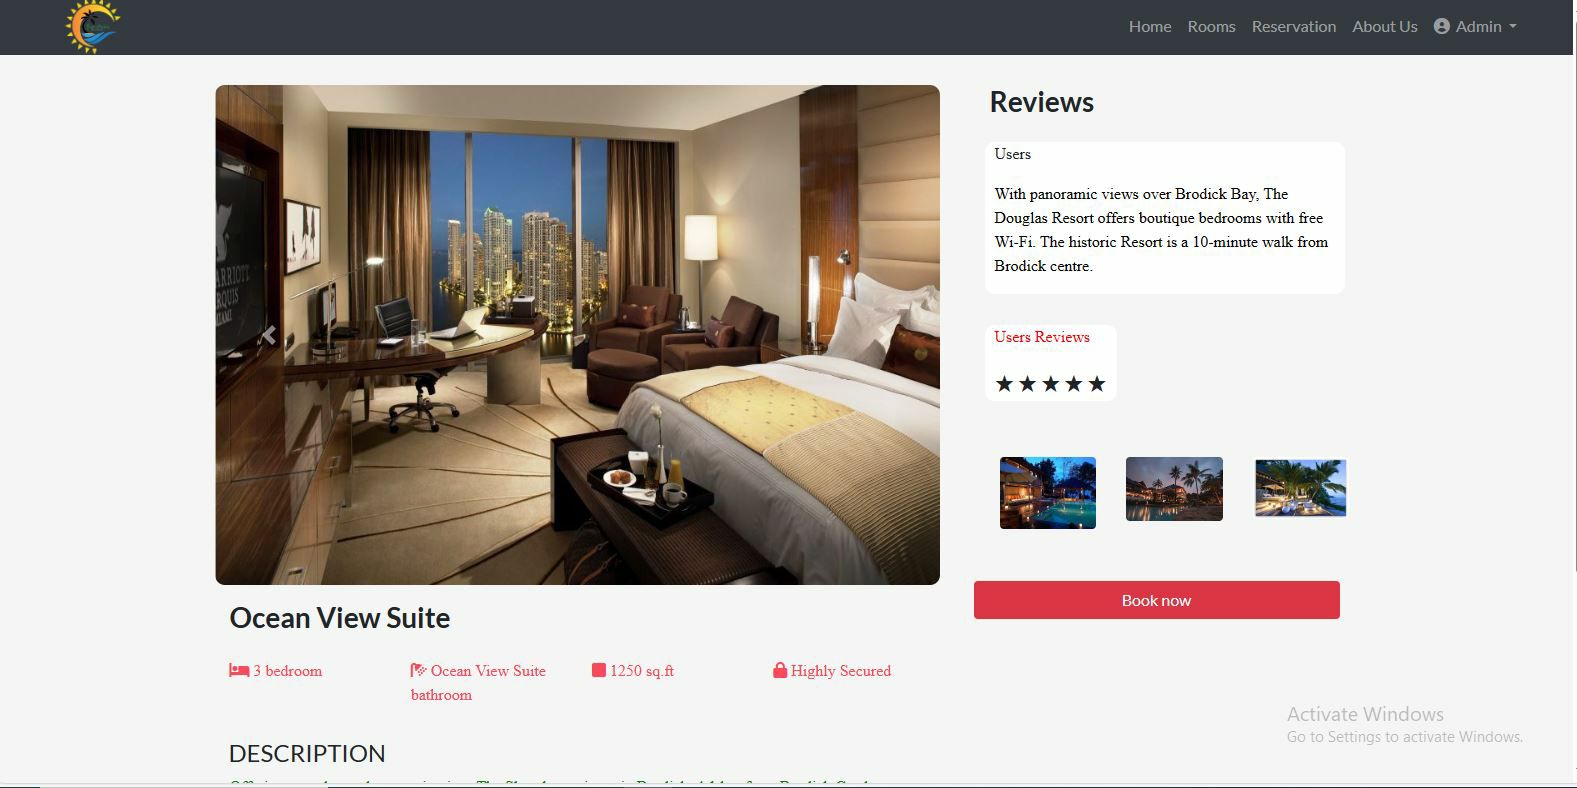 Home Rooms Reservation About Us Admin
ARRIOTT
RQUIS
MIAMI
Reviews
Users
With panoramic views over Brodick Bay, The
Douglas Resort offers boutique bedrooms with free
Wi-Fi. The historic Resort is a 10-minute walk from
Brodick centre.
Users Reviews
★ ★ ★ ★ ★
Book now
Ocean View Suite
3 bedroom
Ocean View Suite
bathroom
1250 sq.ft
Highly Secured
DESCRIPTION
Activate Windows
Go to Settings to activate Windows.